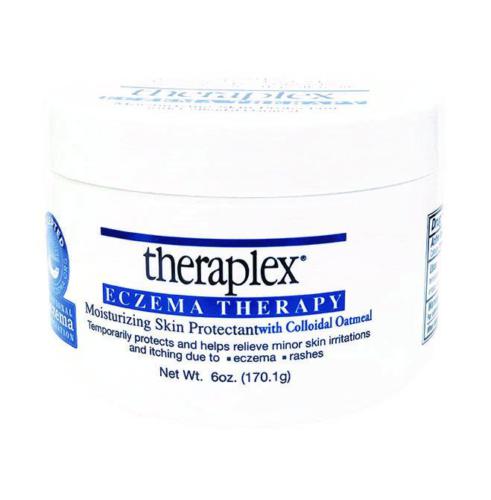 theraplex
theraplex®
ECZEMA THERAPY
Moisturizing Skin Protectant with Colloidal Oatmeal
Temporarily protects and helps relieve minor skin irritations
and itching due to ▪ eczema ▪ rashes
Net Wt. 6oz. (170.1g)